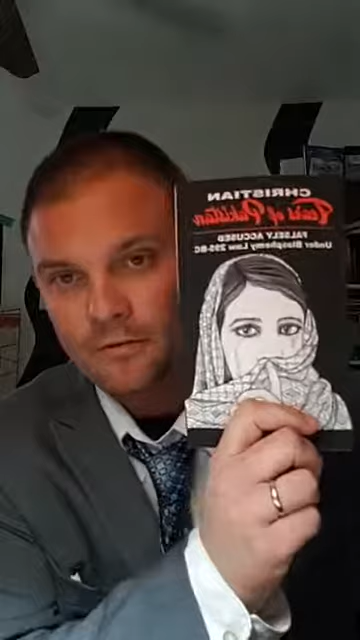 CHRISTIAN
Tears of Pakistan
FALSELY ACCUSED
Under Blasphemy Law 295-BC